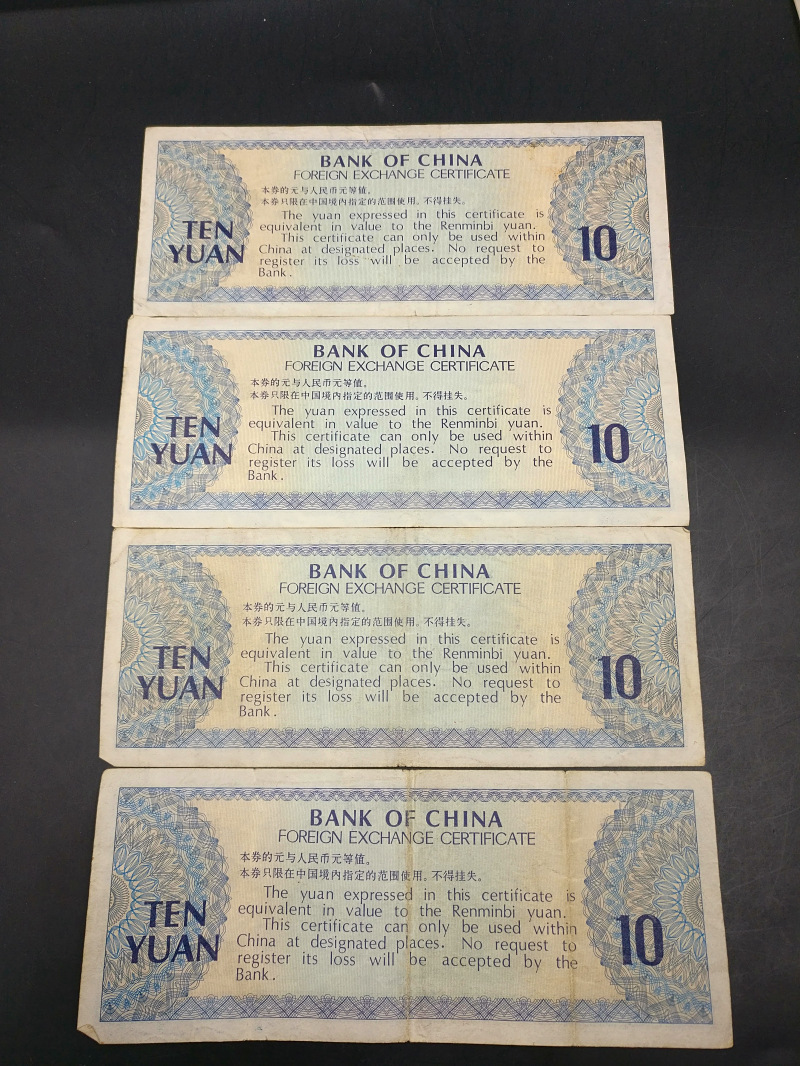 BANK OF CHINA
FOREIGN EXCHANGE CERTIFICATE
本券的元与人民币元等值。
本券只限在中国境内指定的范围使用。不得挂失。
The yuan expressed in this certificate is
equivalent in value to the Renminbi yuan.
This certificate can only be used within
China at designated places. No request to
register its loss will be accepted by the
Bank.
TEN
YUAN
10
BANK OF CHINA
FOREIGN EXCHANGE CERTIFICATE
本券的元与人民币元等值。
本券只限在中国境内指定的范围使用。不得挂失。
The yuan expressed in this certificate is
equivalent in value to the Renminbi yuan.
This certificate can only be used within
China at designated places. No request to
register its loss will be accepted by the
Bank.
TEN
YUAN
10
BANK OF CHINA
FOREIGN EXCHANGE CERTIFICATE
本券的元与人民币元等值。
本券只限在中国境内指定的范围使用。不得挂失。
The yuan expressed in this certificate is
equivalent in value to the Renminbi yuan.
This certificate can only be used within
China at designated places. No request to
register its loss will be accepted by the
Bank.
TEN
YUAN
10
BANK OF CHINA
FOREIGN EXCHANGE CERTIFICATE
本券的元与人民币元等值。
本券只限在中国境内指定的范围使用。不得挂失。
The yuan expressed in this certificate is
equivalent in value to the Renminbi yuan.
This certificate can only be used within
China at designated places. No request to
register its loss will be accepted by the
Bank.
TEN
YUAN
10